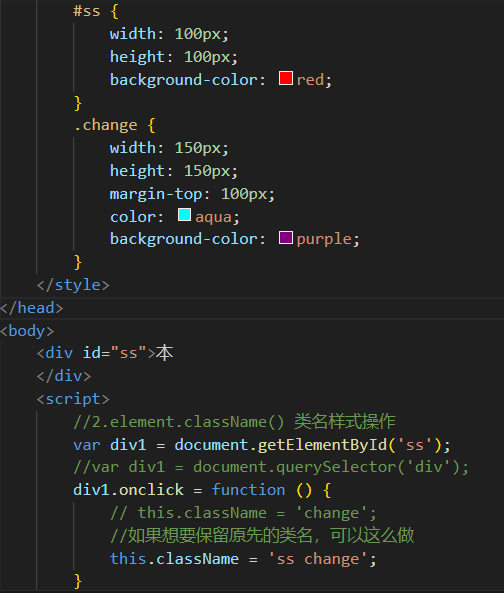 #ss {
width: 100px;
height: 100px;
background-color: red;
}
.change {
width: 150px;
height: 150px;
margin-top: 100px;
color: aqua;
background-color: purple;
}
</style>
</head>
<body>
<div id="ss">本
</div>
<script>
//2.element.className() 类名样式操作
var div1 = document.getElementById('ss');
//var div1 = document.querySelector('div');
div1.onclick = function () {
// this.className = 'change';
//如果想要保留原先的类名，可以这么做
this.className = 'ss change';
}